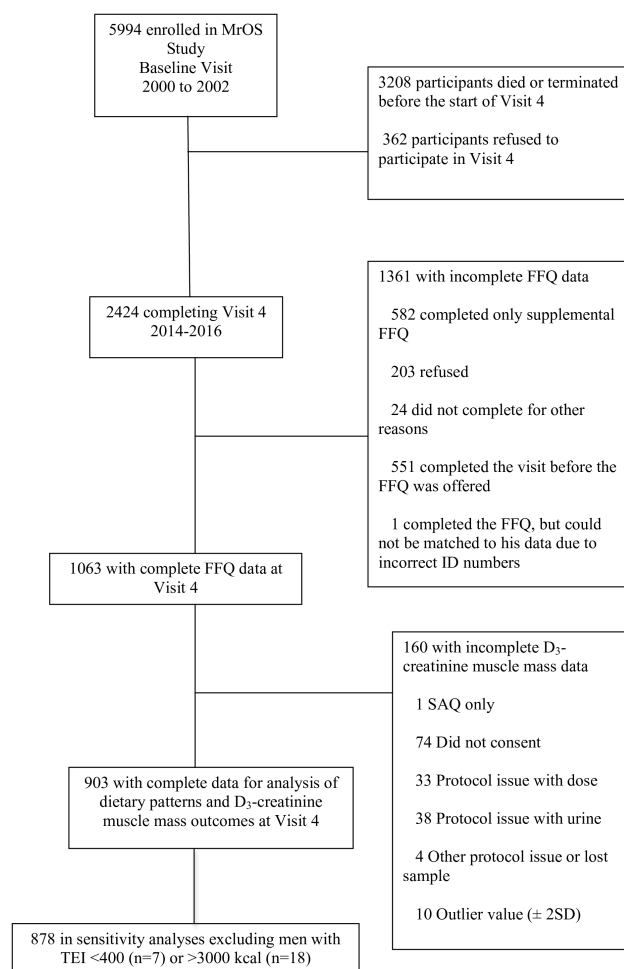 5994 enrolled in MrOS
Study
Baseline Visit
2000 to 2002
3208 participants died or terminated
before the start of Visit 4
362 participants refused to
participate in Visit 4
2424 completing Visit 4
2014-2016
1361 with incomplete FFQ data
582 completed only supplemental
FFQ
203 refused
24 did not complete for other
reasons
551 completed the visit before the
FFQ was offered
1 completed the FFQ, but could
not be matched to his data due to
incorrect ID numbers
1063 with complete FFQ data at
Visit 4
160 with incomplete D₃-
creatinine muscle mass data
1 SAQ only
74 Did not consent
33 Protocol issue with dose
38 Protocol issue with urine
4 Other protocol issue or lost
sample
10 Outlier value (± 2SD)
903 with complete data for analysis of
dietary patterns and D₃-creatinine
muscle mass outcomes at Visit 4
878 in sensitivity analyses excluding men with
TEI <400 (n=7) or >3000 kcal (n=18)